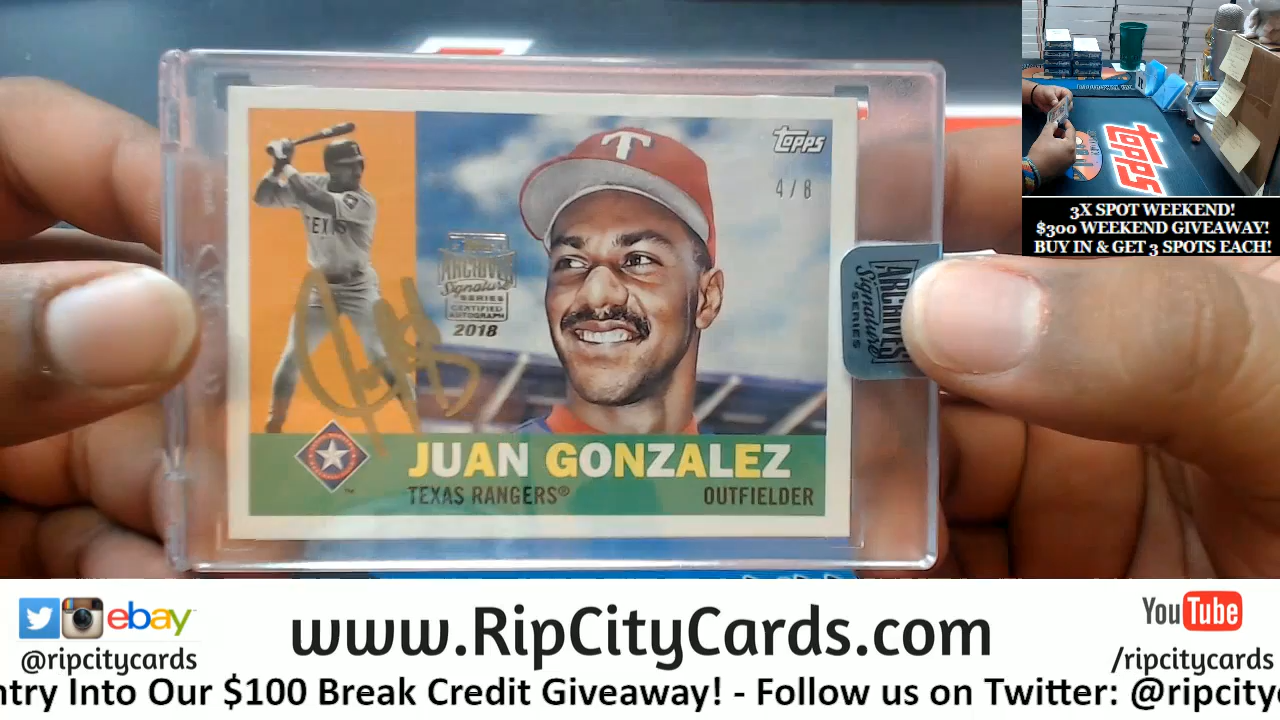 Topps
4/8
TEXAS
T
ARCHIVES
Signature
SERIES
CERTIFIED
AUTOGRAPH
2018
JUAN GONZALEZ
TEXAS RANGERS® OUTFIELDER
ARCHIVES
Signature
SERIES
Topps
3X SPOT WEEKEND!
$300 WEEKEND GIVEAWAY!
BUY IN & GET 3 SPOTS EACH!
ebay
@ripcitycards
www.RipCityCards.com
YouTube
/ripcitycards
ntry Into Our $100 Break Credit Giveaway! - Follow us on Twitter: @ripcityc